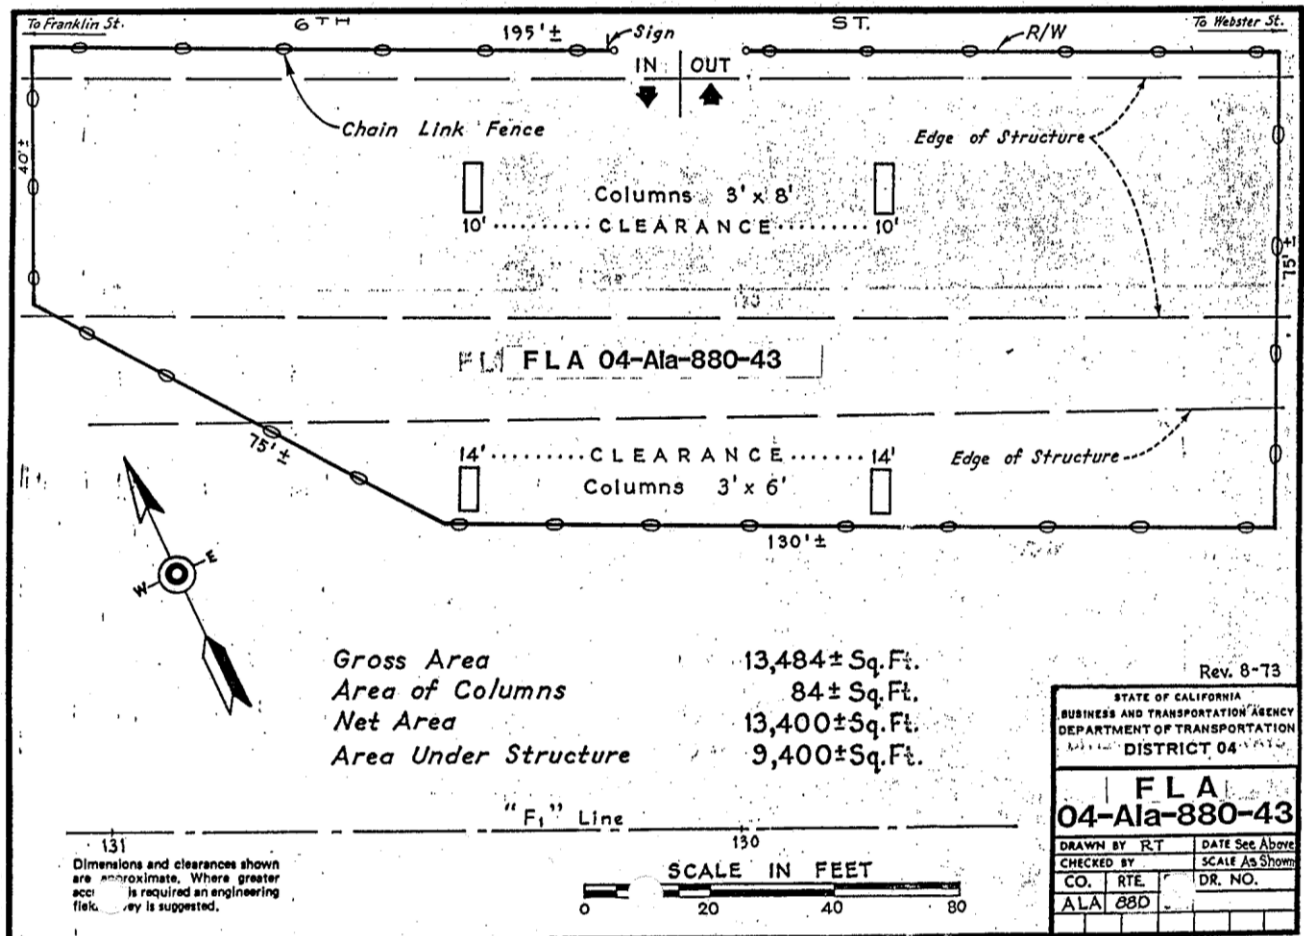 To Franklin St.
6TH ST.
To Webster St.
195'±
Sign
R/W
IN OUT
Chain Link Fence
Edge of Structure
40'±
Columns 3' x 8'
10' ......... CLEARANCE ......... 10'
75'±
130
FLA 04-Ala-880-43
75'±
14' ......... CLEARANCE ....... 14'
Edge of Structure
Columns 3' x 6'
130'±
E
W
Gross Area 13,484± Sq.Ft.
Area of Columns 84± Sq.Ft.
Net Area 13,400± Sq.Ft.
Area Under Structure 9,400± Sq.Ft.
Rev. 8-73
STATE OF CALIFORNIA
BUSINESS AND TRANSPORTATION AGENCY
DEPARTMENT OF TRANSPORTATION
DISTRICT 04
FLA
04-Ala-880-43
DRAWN BY RT DATE See Above
CHECKED BY SCALE As Shown
CO. RTE. DR. NO.
ALA 880
"F₁" Line
131 130
Dimensions and clearances shown
are approximate. Where greater
is required an engineering
is suggested.
SCALE IN FEET
0 20 40 80